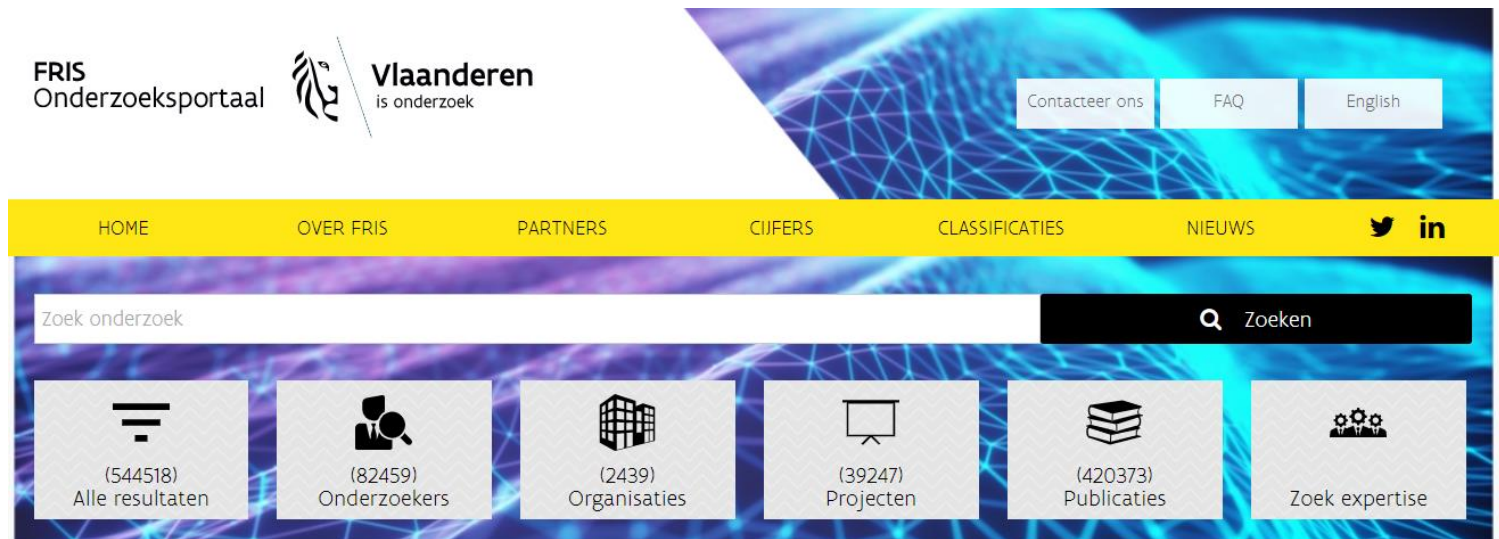 FRIS
Onderzoeksportaal
Vlaanderen
is onderzoek
Contacteer ons
FAQ
English
HOME
OVER FRIS
PARTNERS
CIJFERS
CLASSIFICATIES
NIEUWS
in
Zoek onderzoek
Zoeken
(544518)
Alle resultaten
(82459)
Onderzoekers
(2439)
Organisaties
(39247)
Projecten
(420373)
Publicaties
Zoek expertise